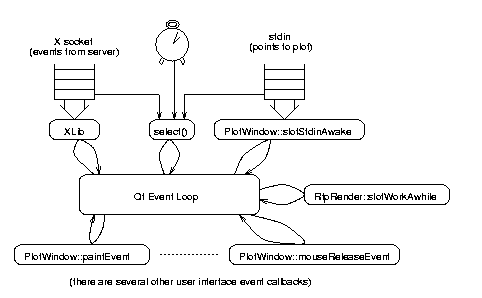 X socket
(events from server)
stdin
(points to plot)
XLib
select()
PlotWindow::slotStdinAwake
Qt Event Loop
RtpRender::slotWorkAwhile
PlotWindow::paintEvent
PlotWindow::mouseReleaseEvent
(there are several other user interface event callbacks)